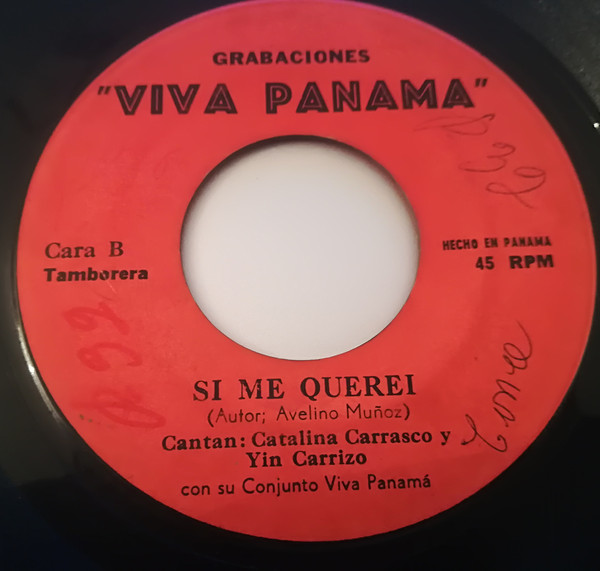 GRABACIONES
"VIVA PANAMA"
Cara B
Tamborera
HECHO EN PANAMA
45 RPM
SI ME QUEREI
(Autor; Avelino Muñoz)
Cantan: Catalina Carrasco y
Yin Carrizo
con su Conjunto Viva Panamá